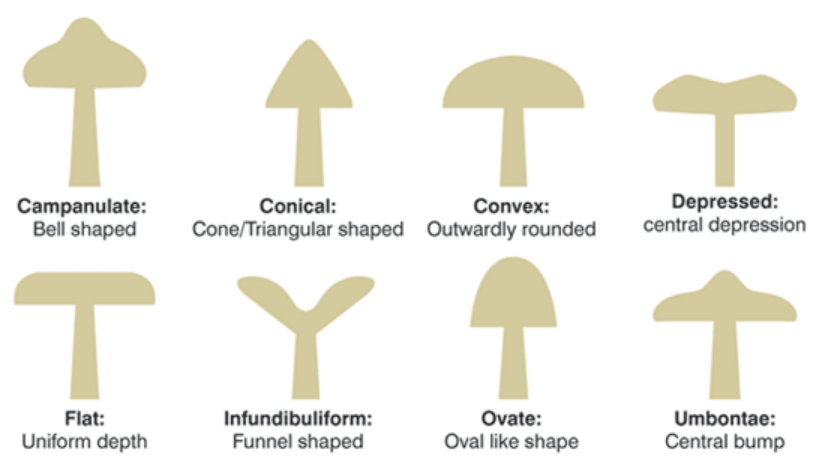 Campanulate:
Bell shaped
Conical:
Cone/Triangular shaped
Convex:
Outwardly rounded
Depressed:
central depression
Flat:
Uniform depth
Infundibuliform:
Funnel shaped
Ovate:
Oval like shape
Umbontae:
Central bump